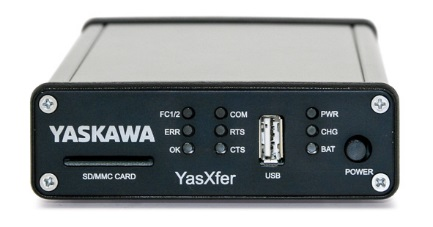 FC1/2 COM PWR
YASKAWA ERR RTS CHG
OK CTS BAT
SD/MMC CARD YasXfer USB POWER